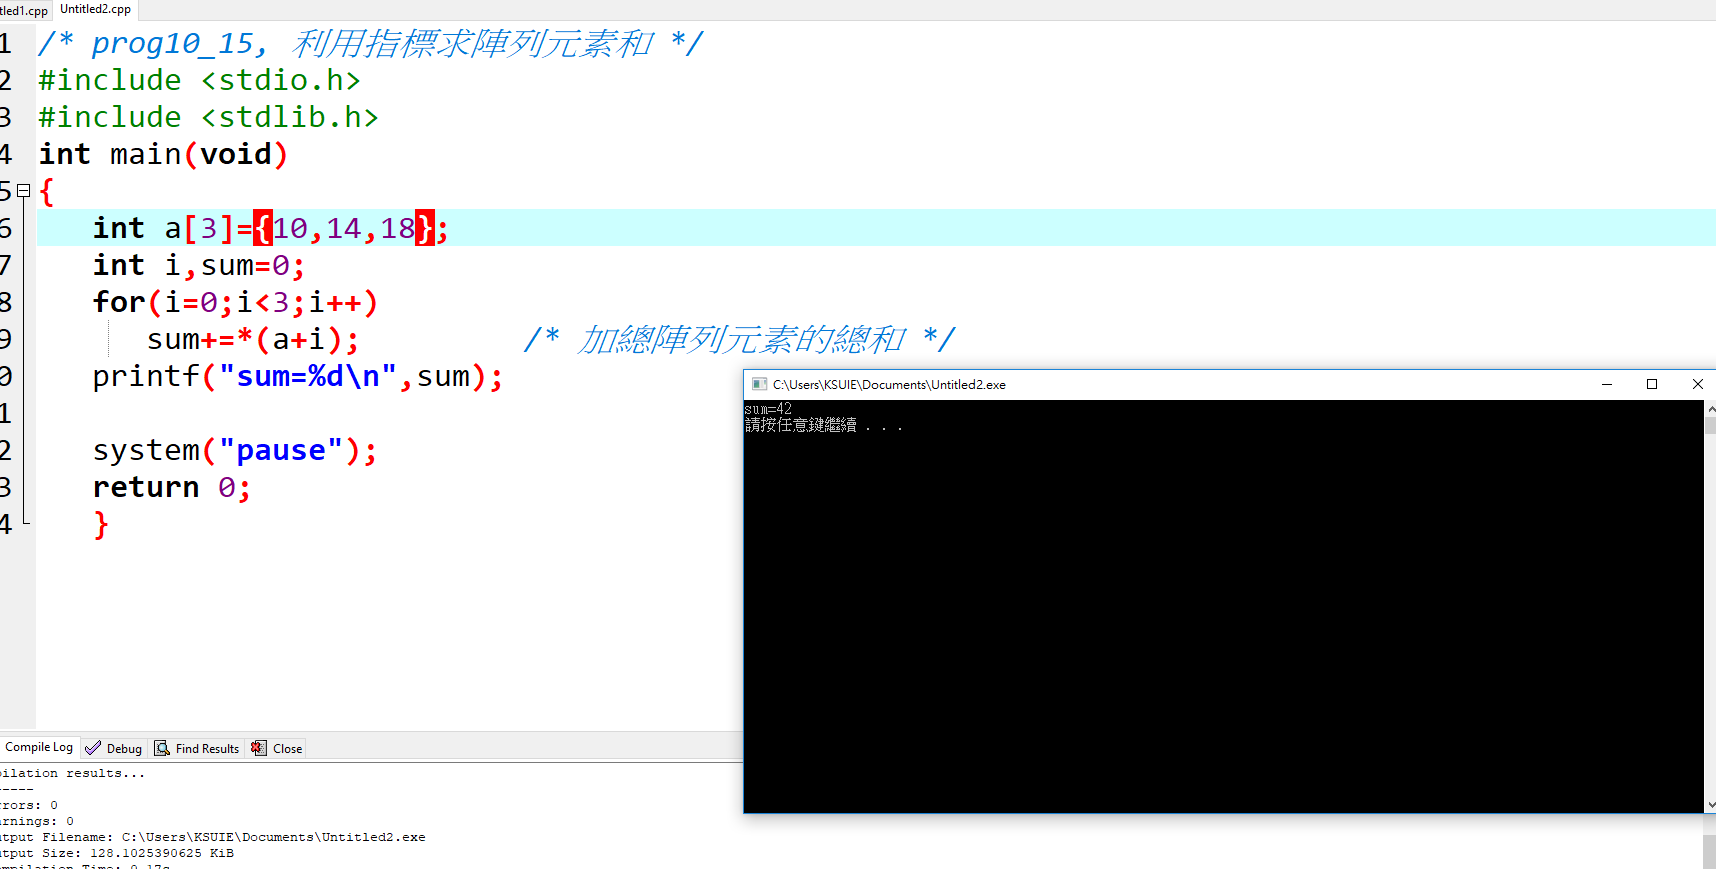 tled1.cpp Untitled2.cpp
1 /* prog10_15, 利用指標求陣列元素和 */
2 #include <stdio.h>
3 #include <stdlib.h>
4 int main(void)
5 {
6 int a[3]={10,14,18};
7 int i,sum=0;
8 for(i=0;i<3;i++)
9 sum+=*(a+i); /* 加總陣列元素的總和 */
0 printf("sum=%d\n",sum);
1
2 system("pause");
3 return 0;
4 }
C:\Users\KSUIE\Documents\Untitled2.exe
sum=42
請按任意鍵繼續 . . .
Compile Log Debug Find Results Close
ilation results...
-----
rors: 0
rnings: 0
tput Filename: C:\Users\KSUIE\Documents\Untitled2.exe
tput Size: 128.1025390625 KiB
mpilation Time: 0.17s